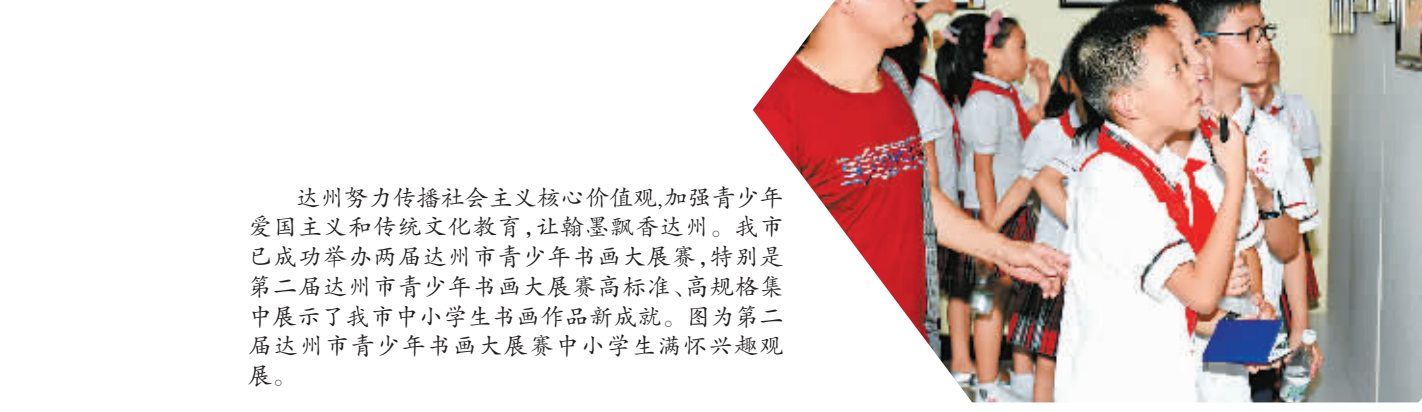 达州努力传播社会主义核心价值观,加强青少年
爱国主义和传统文化教育,让翰墨飘香达州。我市
已成功举办两届达州市青少年书画大展赛,特别是
第二届达州市青少年书画大展赛高标准、高规格集
中展示了我市中小学生书画作品新成就。图为第二
届达州市青少年书画大展赛中小学生满怀兴趣观
展。